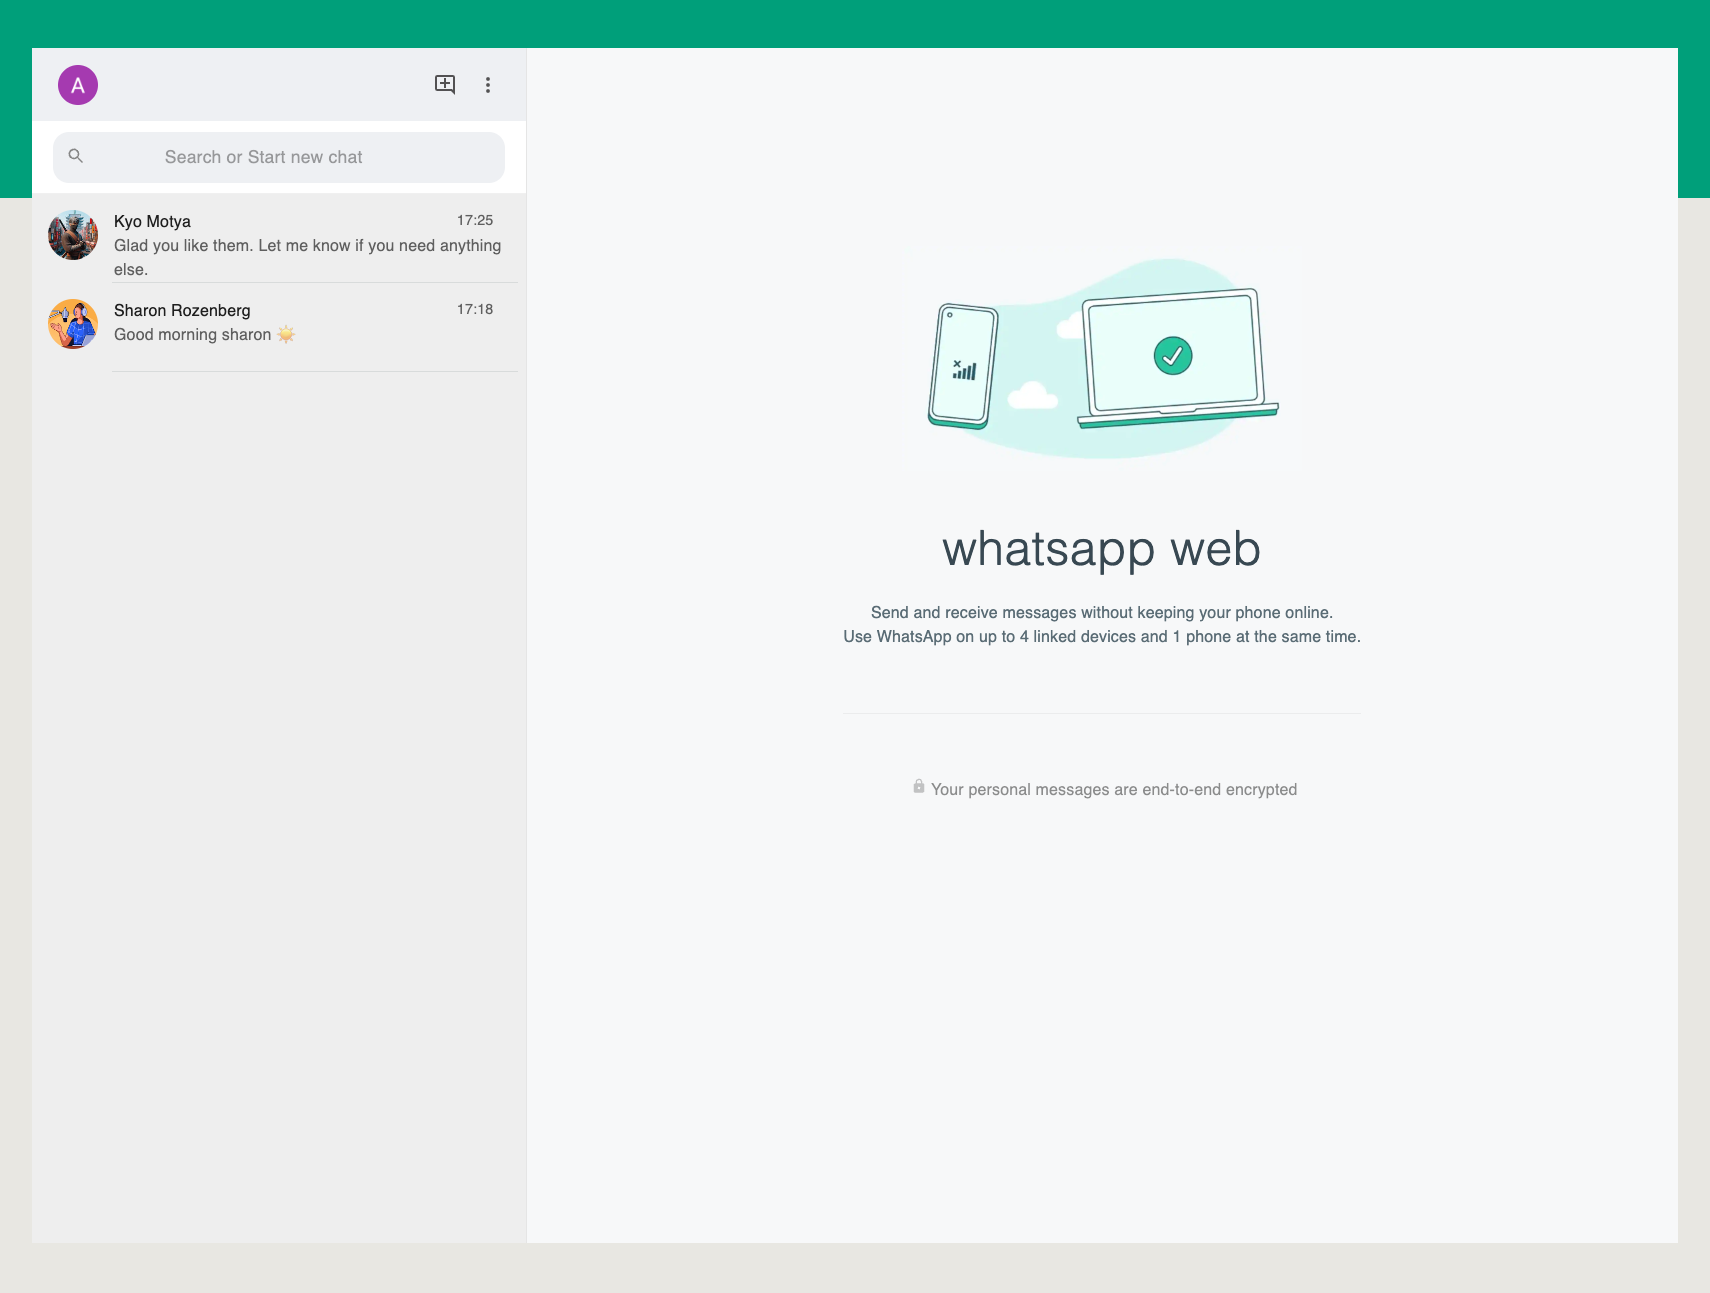 A
Search or Start new chat
Kyo Motya
17:25
Glad you like them. Let me know if you need anything
else.
Sharon Rozenberg
17:18
Good morning sharon ☀️
whatsapp web
Send and receive messages without keeping your phone online.
Use WhatsApp on up to 4 linked devices and 1 phone at the same time.
Your personal messages are end-to-end encrypted